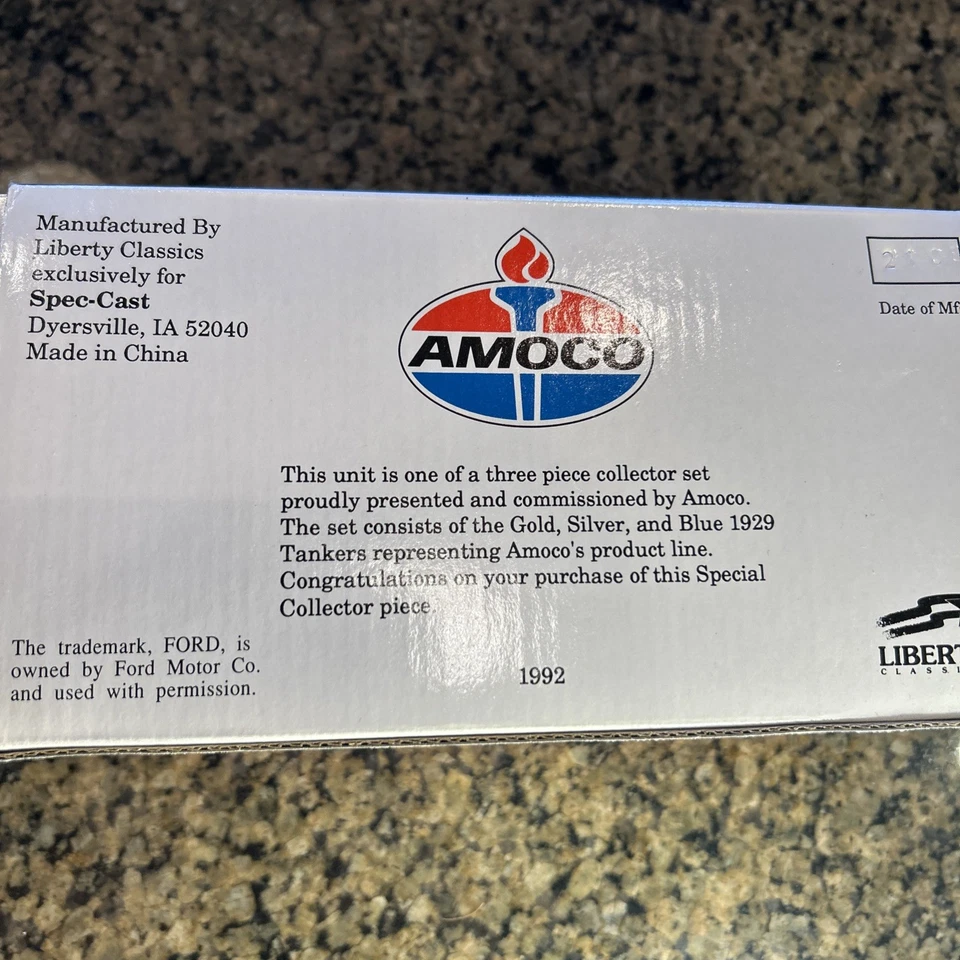 Manufactured By
Liberty Classics
exclusively for
Spec-Cast
Dyersville, IA 52040
Made in China
AMOCO
Date of
This unit is one of a three piece collector set
proudly presented and commissioned by Amoco.
The set consists of the Gold, Silver, and Blue 1929
Tankers representing Amoco's product line.
Congratulations on your purchase of this Special
Collector piece.
The trademark, FORD, is
owned by Ford Motor Co.
and used with permission.
1992